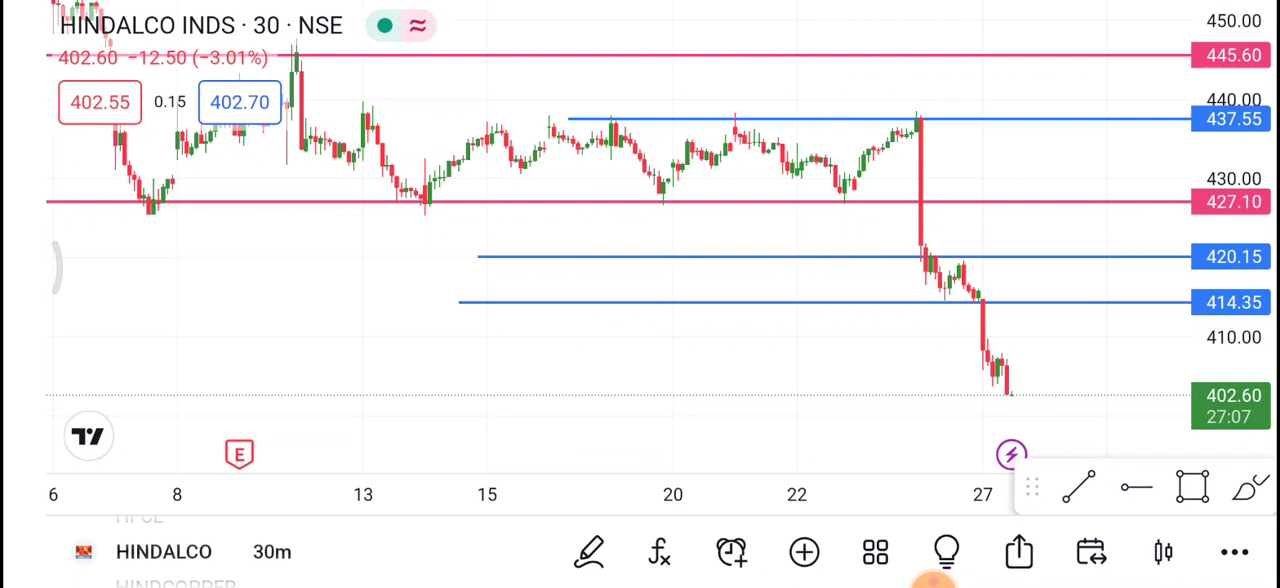 HINDALCO INDS · 30 · NSE
402.60 −12.50 (−3.01%)
402.55 0.15 402.70
450.00
445.60
440.00
437.55
430.00
427.10
420.15
414.35
410.00
402.60
27:07
E
6 8 13 15 20 22 27
HINDALCO 30m
HINDCOPPER